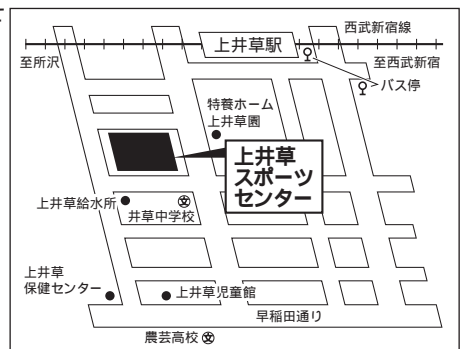 西武新宿線
上井草駅
至所沢
至西武新宿
バス停
特養ホーム
上井草園
上井草
スポーツ
センター
上井草給水所
井草中学校
上井草
保健センター
上井草児童館
早稲田通り
農芸高校